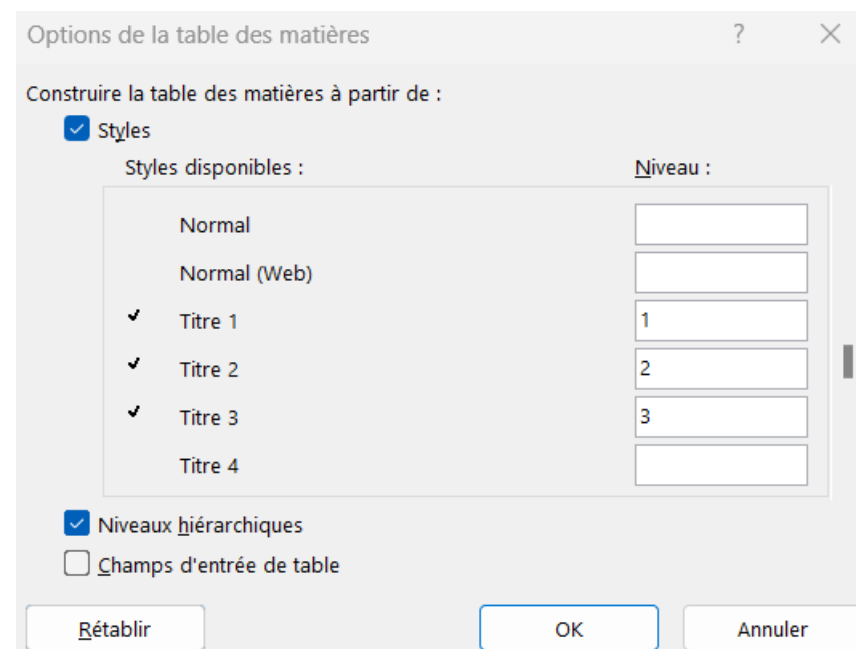 Options de la table des matières ?
Construire la table des matières à partir de :
Styles
Styles disponibles : Niveau :
Normal
Normal (Web)
Titre 1 1
Titre 2 2
Titre 3 3
Titre 4
Niveaux hiérarchiques
Champs d'entrée de table
Rétablir OK Annuler